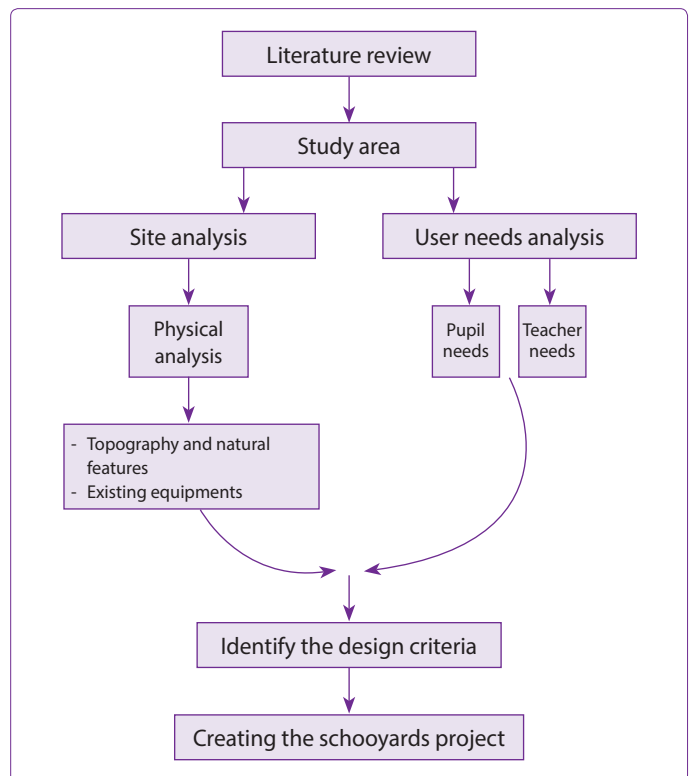 Literature review
Study area
Site analysis
User needs analysis
Physical
analysis
Pupil
needs
Teacher
needs
- Topography and natural
features
- Existing equipments
Identify the design criteria
Creating the schooyards project